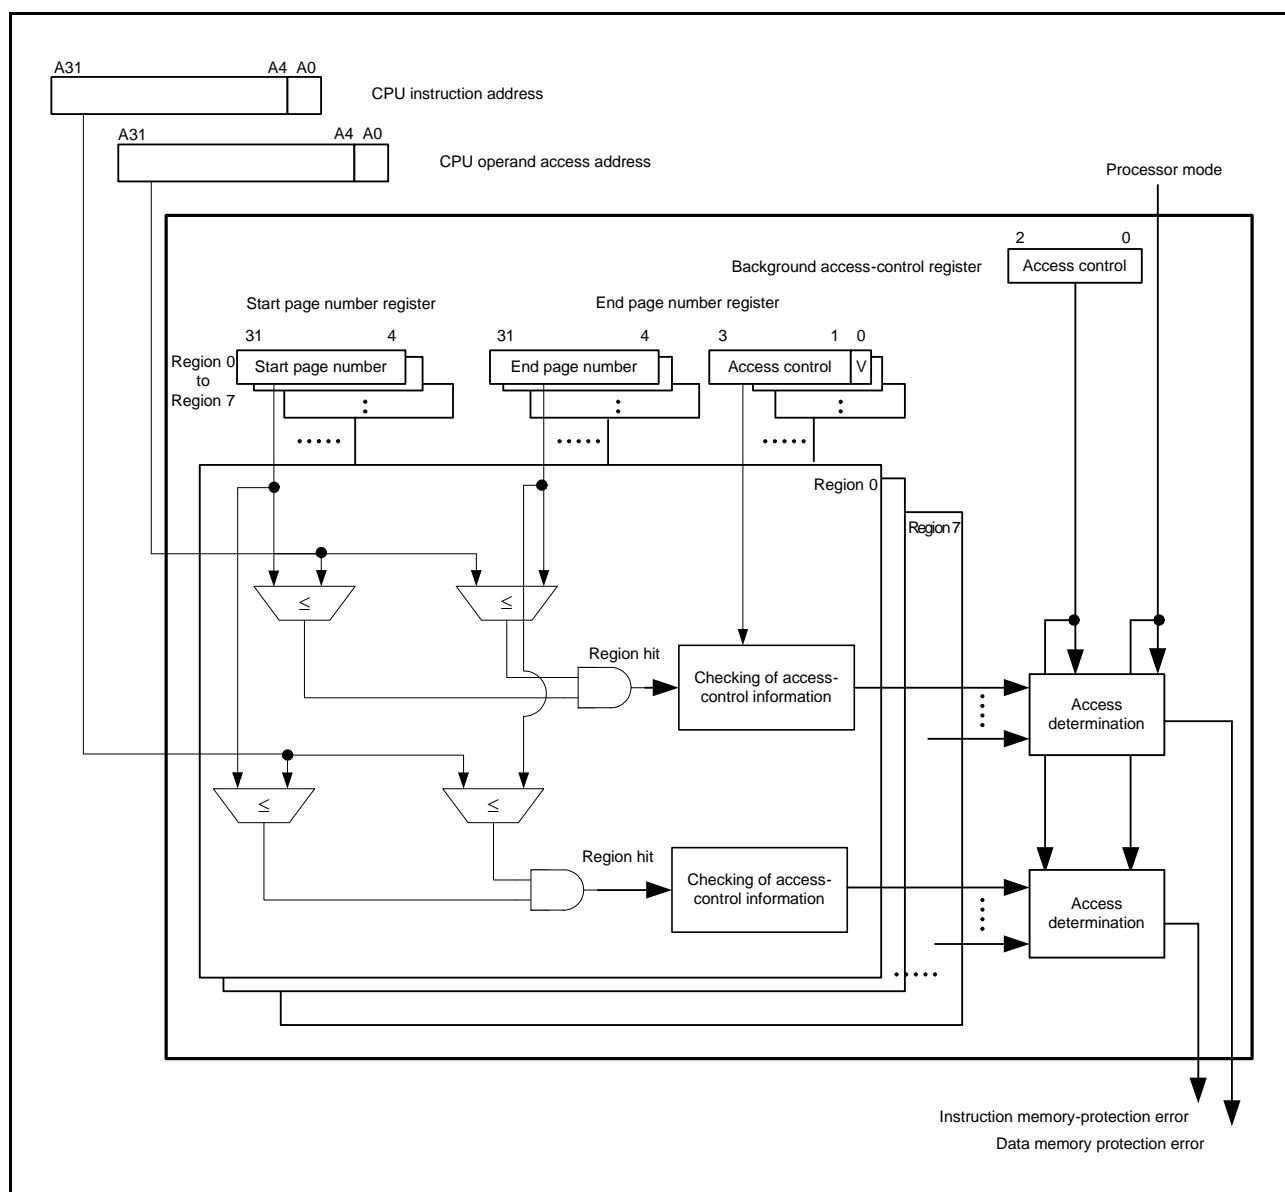 A31 A4 A0
CPU instruction address
A31 A4 A0
CPU operand access address
Processor mode
2 0
Background access-control register
Access control
Start page number register
End page number register
31 4
31 4
3 1 0
Region 0
to
Region 7
Start page number
End page number
Access control
V
Region 0
Region 7
≤
≤
Region hit
Checking of access-
control information
Access
determination
≤
≤
Region hit
Checking of access-
control information
Access
determination
Instruction memory-protection error
Data memory protection error